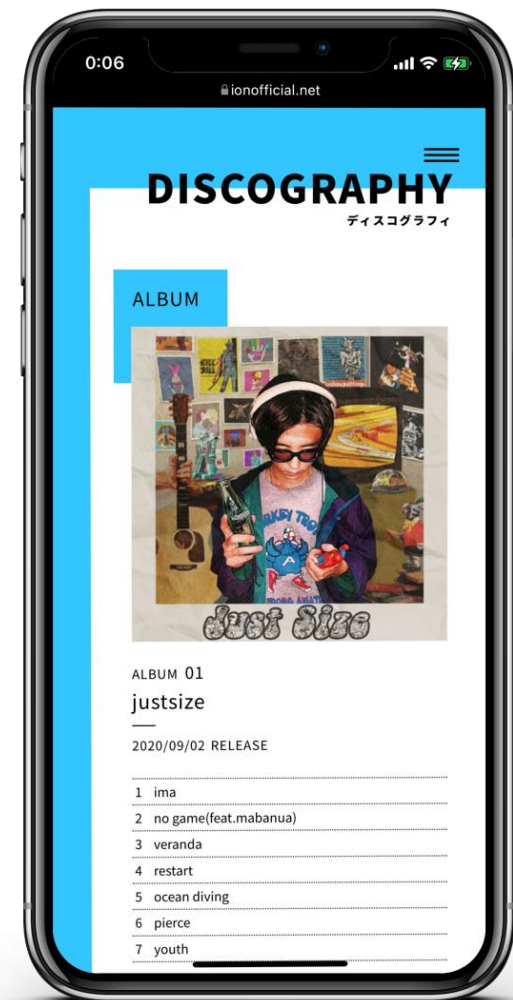 0:06
ionofficial.net
DISCOGRAPHY
ディスコグラフィ
ALBUM
A
Just Size
ALBUM 01
justsize
2020/09/02 RELEASE
1 ima
2 no game(feat.mabanua)
3 veranda
4 restart
5 ocean diving
6 pierce
7 youth